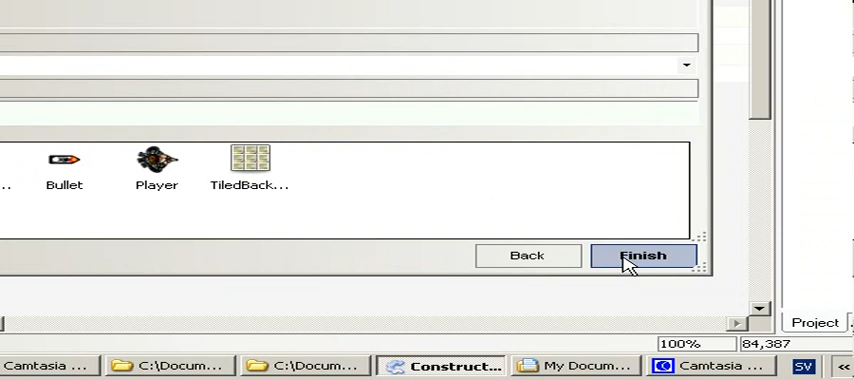 .. Bullet Player TiledBack...
Back Finish
Project
100% 84,387
Camtasia ... C:\Docum... C:\Docum... Construct... My Docum... Camtasia ... SV «